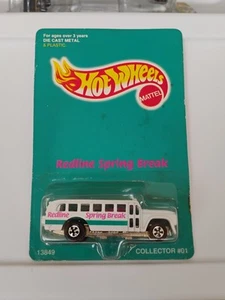 For ages over 3 years
DIE CAST METAL
& PLASTIC
Hot Wheels
MATTEL
Redline Spring Break
Redline Spring Break
13849
COLLECTOR #01